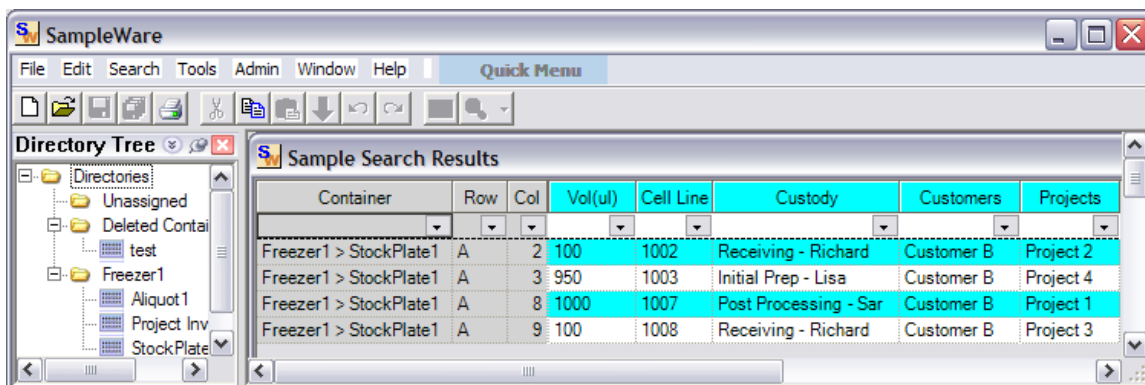 SW SampleWare
File Edit Search Tools Admin Window Help Quick Menu
Directory Tree
Directories
Unassigned
Deleted Contai
test
Freezer1
Aliquot1
Project Inv
StockPlate
SW Sample Search Results
Container Row Col Vol(ul) Cell Line Custody Customers Projects
Freezer1 > StockPlate1 A 2 100 1002 Receiving - Richard Customer B Project 2
Freezer1 > StockPlate1 A 3 950 1003 Initial Prep - Lisa Customer B Project 4
Freezer1 > StockPlate1 A 8 1000 1007 Post Processing - Sar Customer B Project 1
Freezer1 > StockPlate1 A 9 100 1008 Receiving - Richard Customer B Project 3